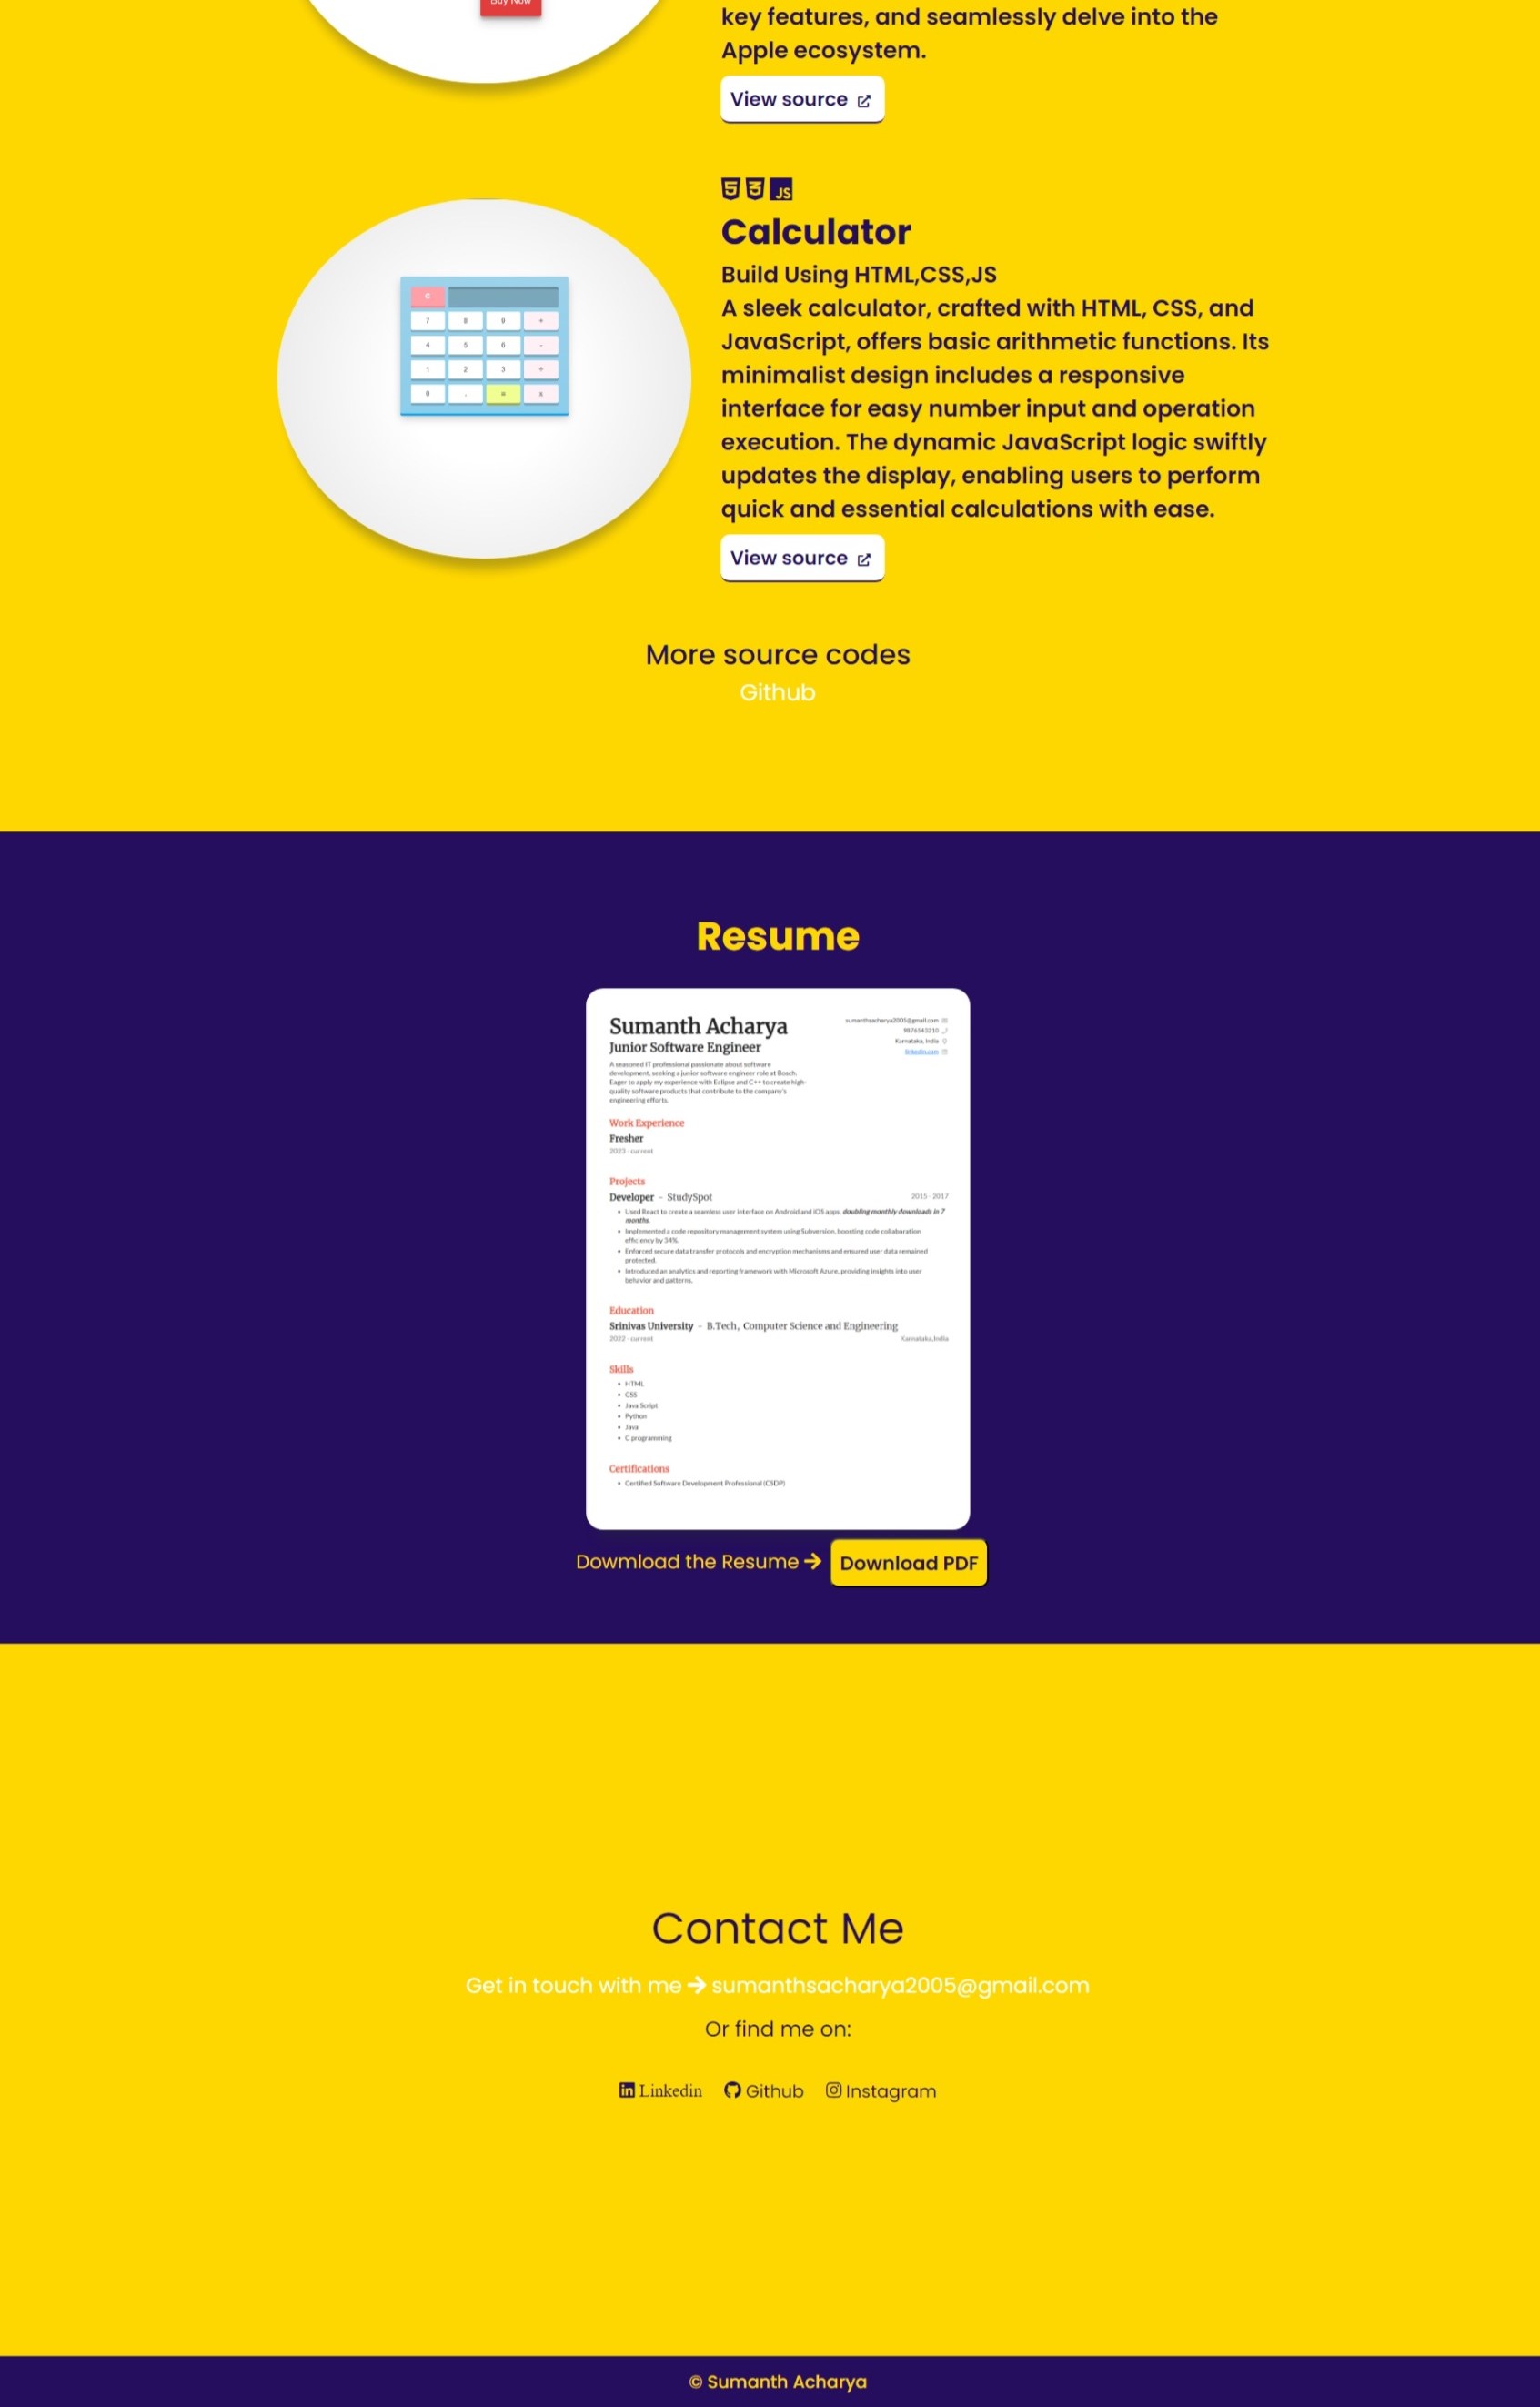 Buy Now
key features, and seamlessly delve into the
Apple ecosystem.
View source
JS
Calculator
Build Using HTML,CSS,JS
A sleek calculator, crafted with HTML, CSS, and
JavaScript, offers basic arithmetic functions. Its
minimalist design includes a responsive
interface for easy number input and operation
execution. The dynamic JavaScript logic swiftly
updates the display, enabling users to perform
quick and essential calculations with ease.
View source
C
7 8 9 +
4 5 6 -
1 2 3 ÷
0 . = x
More source codes
Github
Resume
Sumanth Acharya
Junior Software Engineer
A seasoned IT professional passionate about software
development, seeking a junior software engineer role at Bosch.
Eager to apply my experience with Eclipse and C++ to create high-
quality software products that contribute to the company's
engineering efforts.
sumanthsacharya2005@gmail.com
9876543210
Karnataka, India
linkedin.com
Work Experience
Fresher
2023 - current
Projects
Developer - StudySpot 2015 - 2017
• Used React to create a seamless user interface on Android and iOS apps, doubling monthly downloads in 7
months.
• Implemented a code repository management system using Subversion, boosting code collaboration
efficiency by 34%.
• Enforced secure data transfer protocols and encryption mechanisms and ensured user data remained
protected.
• Introduced an analytics and reporting framework with Microsoft Azure, providing insights into user
behavior and patterns.
Education
Srinivas University - B.Tech, Computer Science and Engineering
2022 - current Karnataka,India
Skills
• HTML
• CSS
• Java Script
• Python
• Java
• C programming
Certifications
• Certified Software Development Professional (CSDP)
Dowmload the Resume → Download PDF
Contact Me
Get in touch with me → sumanthsacharya2005@gmail.com
Or find me on:
Linkedin Github Instagram
© Sumanth Acharya